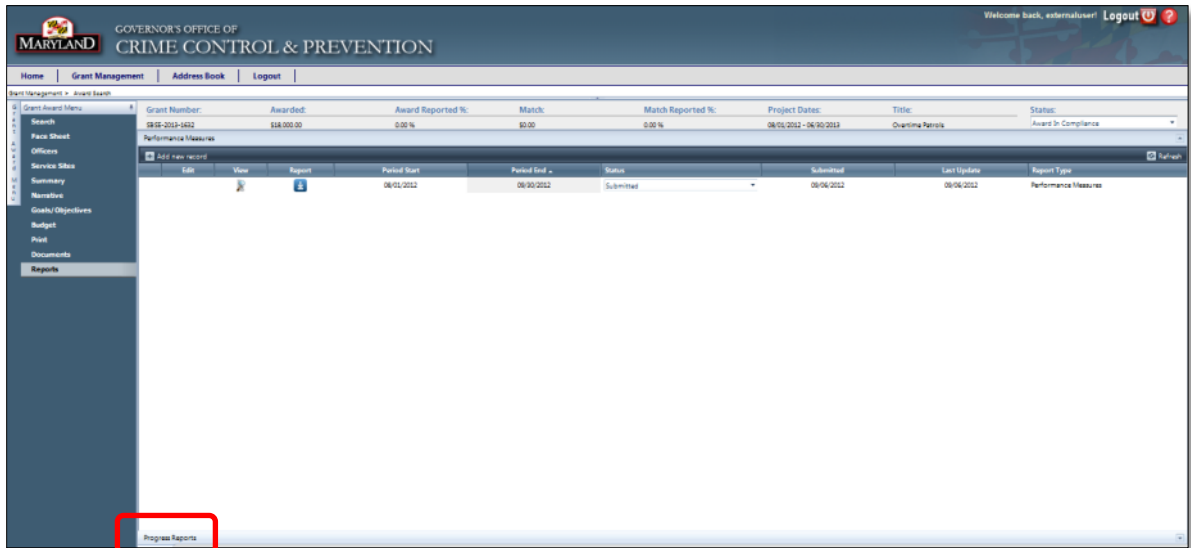 Welcome back, externaluser! Logout
MARYLAND
GOVERNOR'S OFFICE OF
CRIME CONTROL & PREVENTION
Home | Grant Management | Address Book | Logout |
Grant Management > Award Search
Grant Award Menu
Search
Face Sheet
Officers
Service Sites
Summary
Narrative
Goals/Objectives
Budget
Print
Documents
Reports
Grant Number: Awarded: Award Reported %: Match: Match Reported %: Project Dates: Title: Status:
SBSS-2013-1632 $18,000.00 0.00 % $0.00 0.00 % 08/01/2012 - 06/30/2013 Overtime Patrols Award In Compliance
Performance Measures
Add new record Refresh
Edit View Report Period Start Period End Status Submitted Last Update Report Type
08/01/2012 09/30/2012 Submitted 09/06/2012 09/06/2012 Performance Measures
Progress Reports